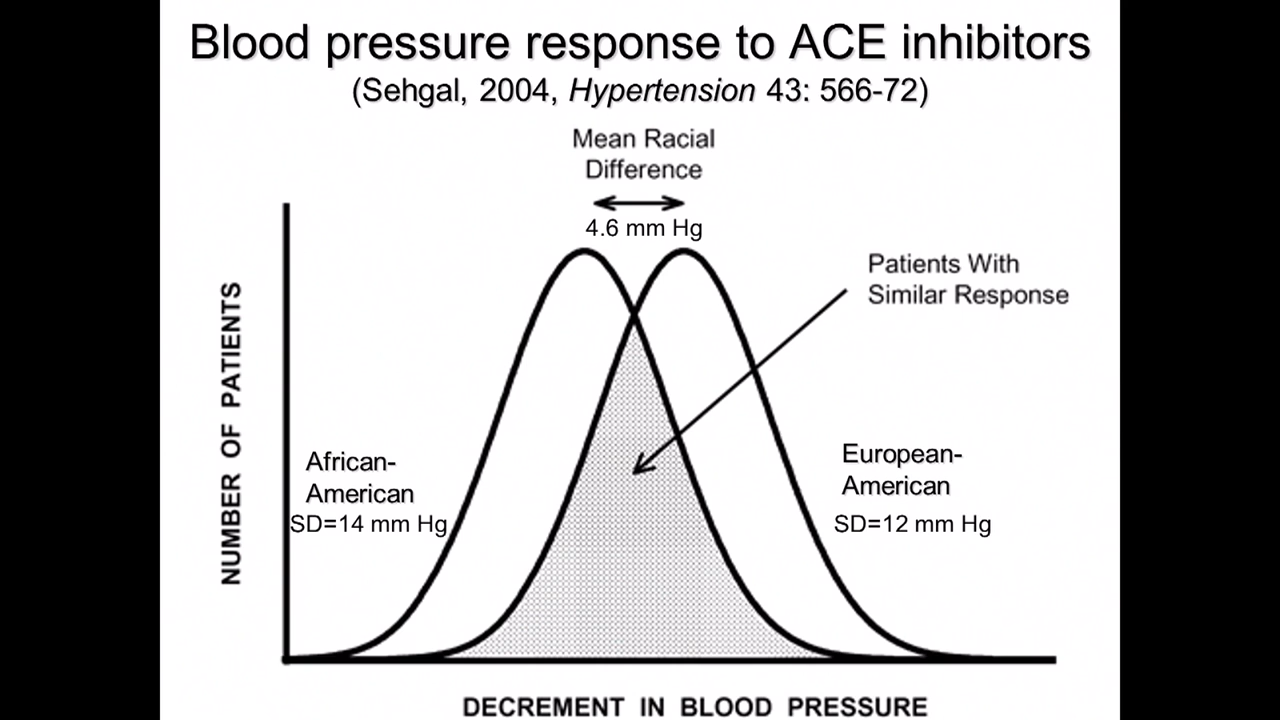 Blood pressure response to ACE inhibitors
(Sehgal, 2004, Hypertension 43: 566-72)
Mean Racial
Difference
4.6 mm Hg
Patients With
Similar Response
NUMBER OF PATIENTS
African-
American
SD=14 mm Hg
European-
American
SD=12 mm Hg
DECREMENT IN BLOOD PRESSURE